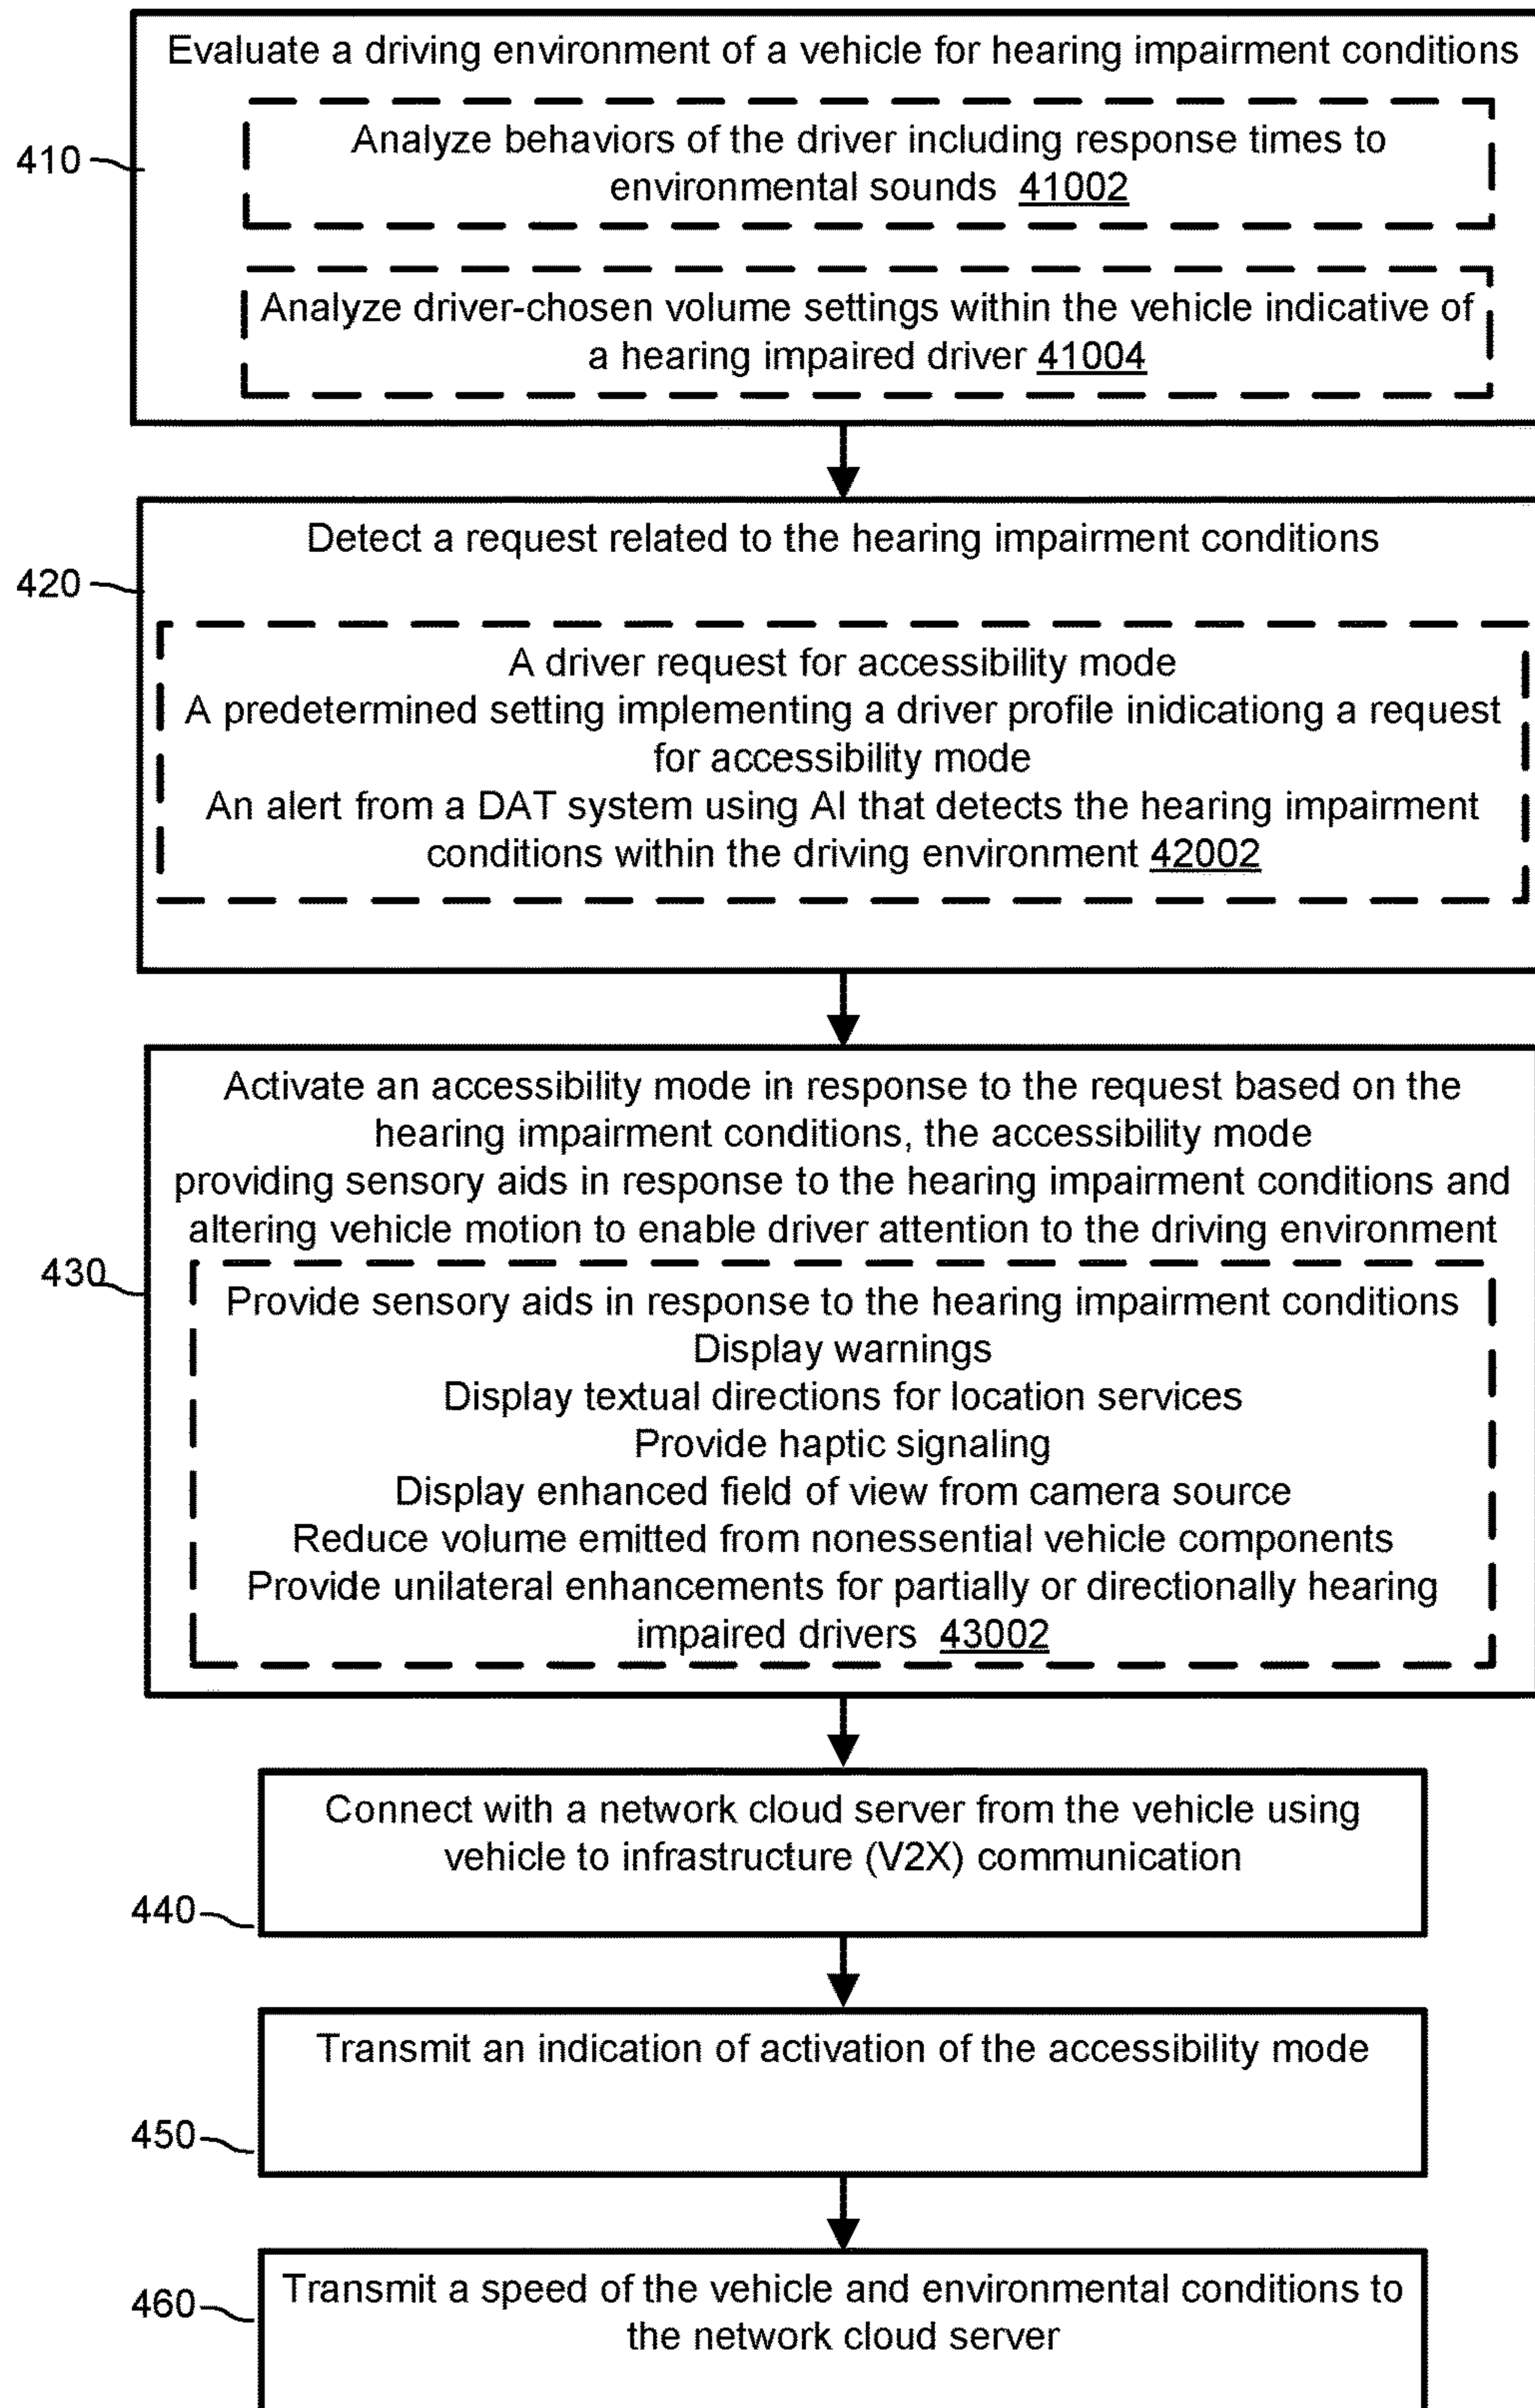 Evaluate a driving environment of a vehicle for hearing impairment conditions
Analyze behaviors of the driver including response times to
environmental sounds 41002
410
Analyze driver-chosen volume settings within the vehicle indicative of
a hearing impaired driver 41004
Detect a request related to the hearing impairment conditions
420
A driver request for accessibility mode
A predetermined setting implementing a driver profile inidicationg a request
for accessibility mode
An alert from a DAT system using AI that detects the hearing impairment
conditions within the driving environment 42002
Activate an accessibility mode in response to the request based on the
hearing impairment conditions, the accessibility mode
providing sensory aids in response to the hearing impairment conditions and
altering vehicle motion to enable driver attention to the driving environment
430
Provide sensory aids in response to the hearing impairment conditions
Display warnings
Display textual directions for location services
Provide haptic signaling
Display enhanced field of view from camera source
Reduce volume emitted from nonessential vehicle components
Provide unilateral enhancements for partially or directionally hearing
impaired drivers 43002
Connect with a network cloud server from the vehicle using
vehicle to infrastructure (V2X) communication
440
Transmit an indication of activation of the accessibility mode
450
Transmit a speed of the vehicle and environmental conditions to
the network cloud server
460